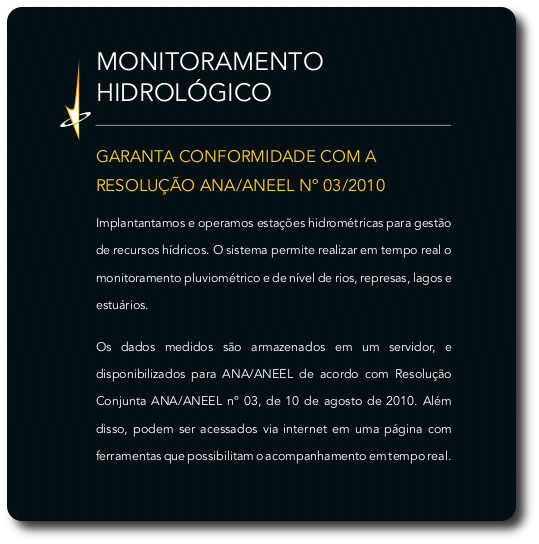 MONITORAMENTO
HIDROLÓGICO
GARANTA CONFORMIDADE COM A
RESOLUÇÃO ANA/ANEEL Nº 03/2010
Implantantamos e operamos estações hidrométricas para gestão
de recursos hídricos. O sistema permite realizar em tempo real o
monitoramento pluviométrico e de nível de rios, represas, lagos e
estuários.
Os dados medidos são armazenados em um servidor, e
disponibilizados para ANA/ANEEL de acordo com Resolução
Conjunta ANA/ANEEL nº 03, de 10 de agosto de 2010. Além
disso, podem ser acessados via internet em uma página com
ferramentas que possibilitam o acompanhamento em tempo real.